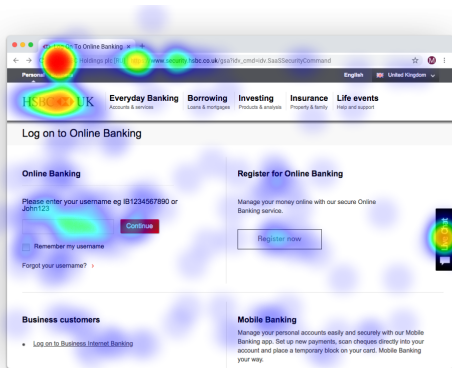 Log On To Online Banking
Holdings plc [
www.security.hsbc.co.uk/gsa?idv_cmd=idv.SaaSSecurityCommand
Personal
English
United Kingdom
HSBC UK
Everyday Banking
Accounts & services
Borrowing
Loans & mortgages
Investing
Products & analysis
Insurance
Property & family
Life events
Help and support
Log on to Online Banking
Online Banking
Please enter your username eg IB1234567890 or
John123
Continue
Remember my username
Forgot your username? ›
Register for Online Banking
Manage your money online with our secure Online
Banking service.
Register now
Live Chat
Business customers
Log on to Business Internet Banking
Mobile Banking
Manage your personal accounts easily and securely with our Mobile
Banking app. Set up new payments, scan cheques directly into your
account and place a temporary block on your card. Mobile Banking
your way.